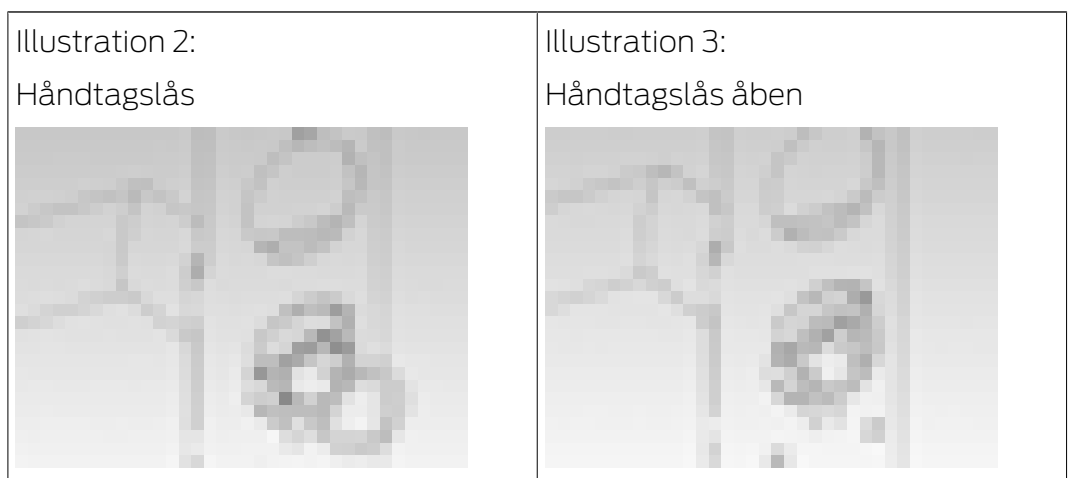 Illustration 2:
Håndtagslås
Illustration 3:
Håndtagslås åben